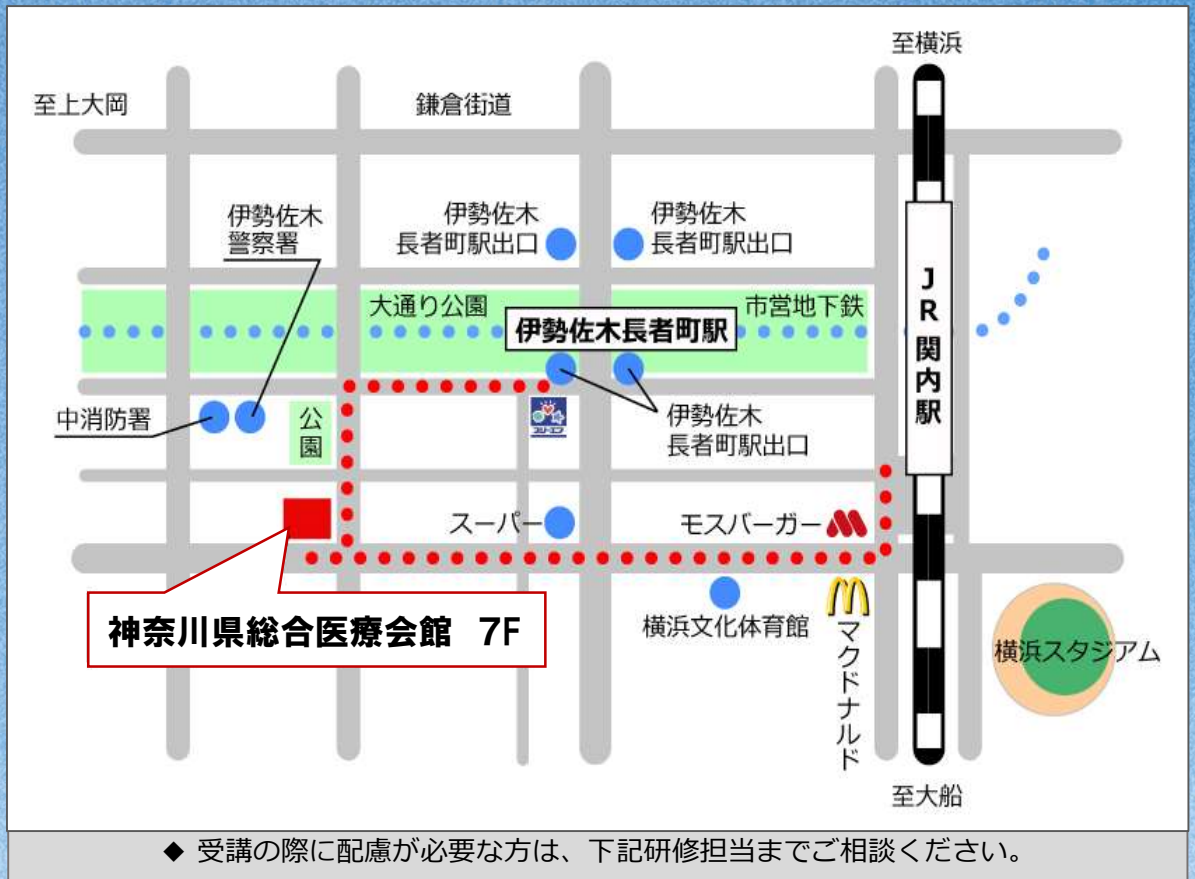 至横浜
至上大岡
鎌倉街道
伊勢佐木
警察署
伊勢佐木
長者町駅出口
伊勢佐木
長者町駅出口
JR関内駅
大通り公園
市営地下鉄
伊勢佐木長者町駅
中消防署
公園
伊勢佐木
長者町駅出口
スーパー
モスバーガー
神奈川県総合医療会館 7F
横浜文化体育館
マクドナルド
横浜スタジアム
至大船
◆ 受講の際に配慮が必要な方は、下記研修担当までご相談ください。